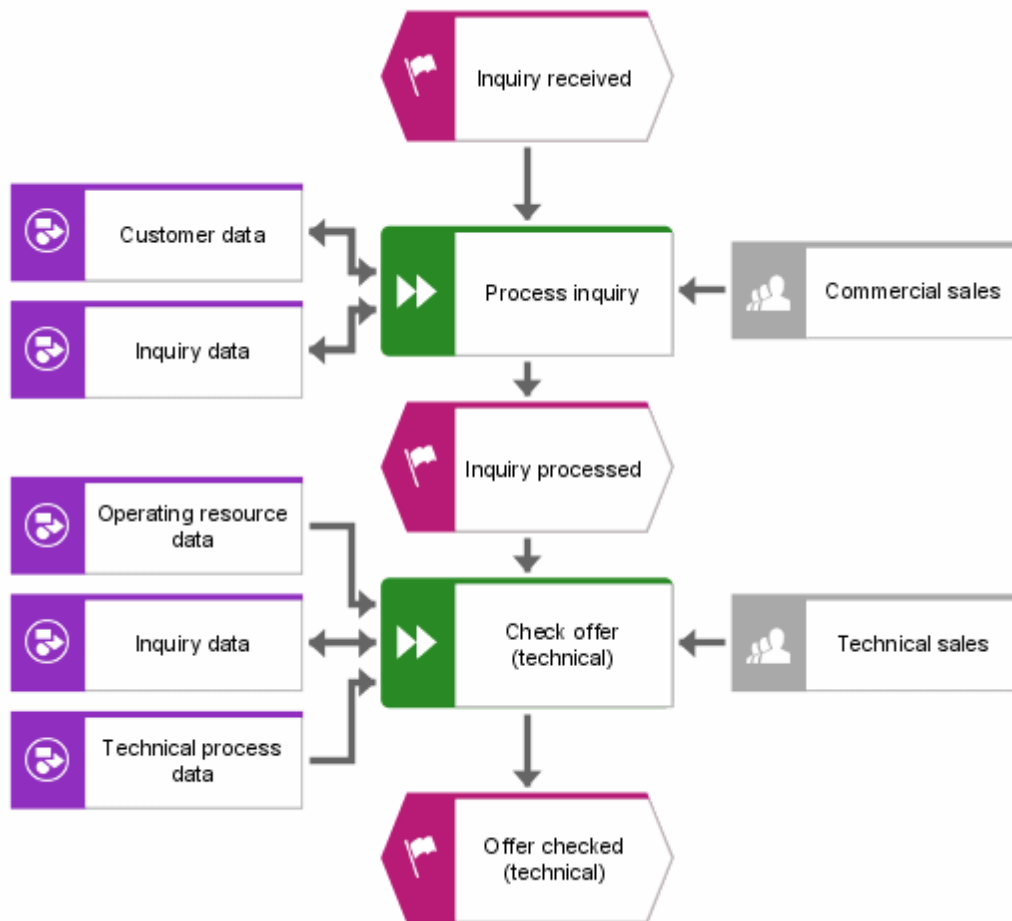 Inquiry received
Customer data
Process inquiry
Commercial sales
Inquiry data
Inquiry processed
Operating resource
data
Inquiry data
Check offer
(technical)
Technical sales
Technical process
data
Offer checked
(technical)